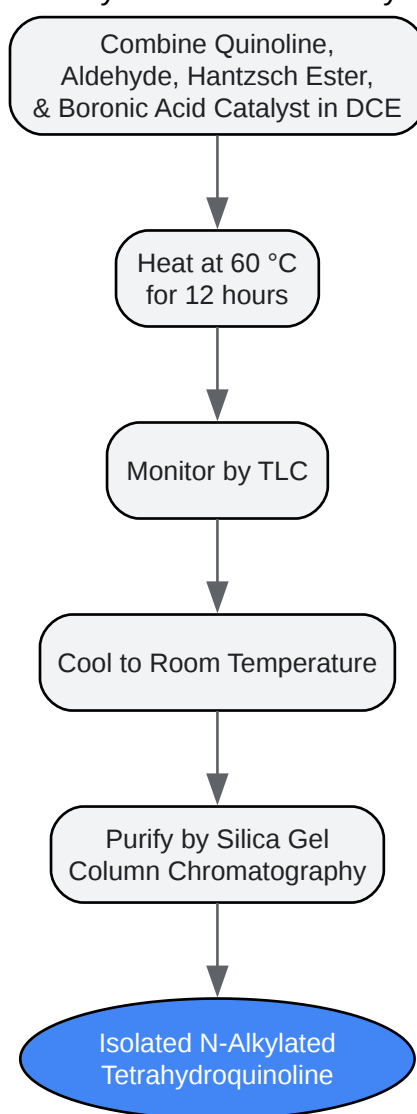 Combine Quinoline,
Aldehyde, Hantzsch Ester,
& Boronic Acid Catalyst in DCE
Heat at 60 °C
for 12 hours
Monitor by TLC
Cool to Room Temperature
Purify by Silica Gel
Column Chromatography
Isolated N-Alkylated
Tetrahydroquinoline